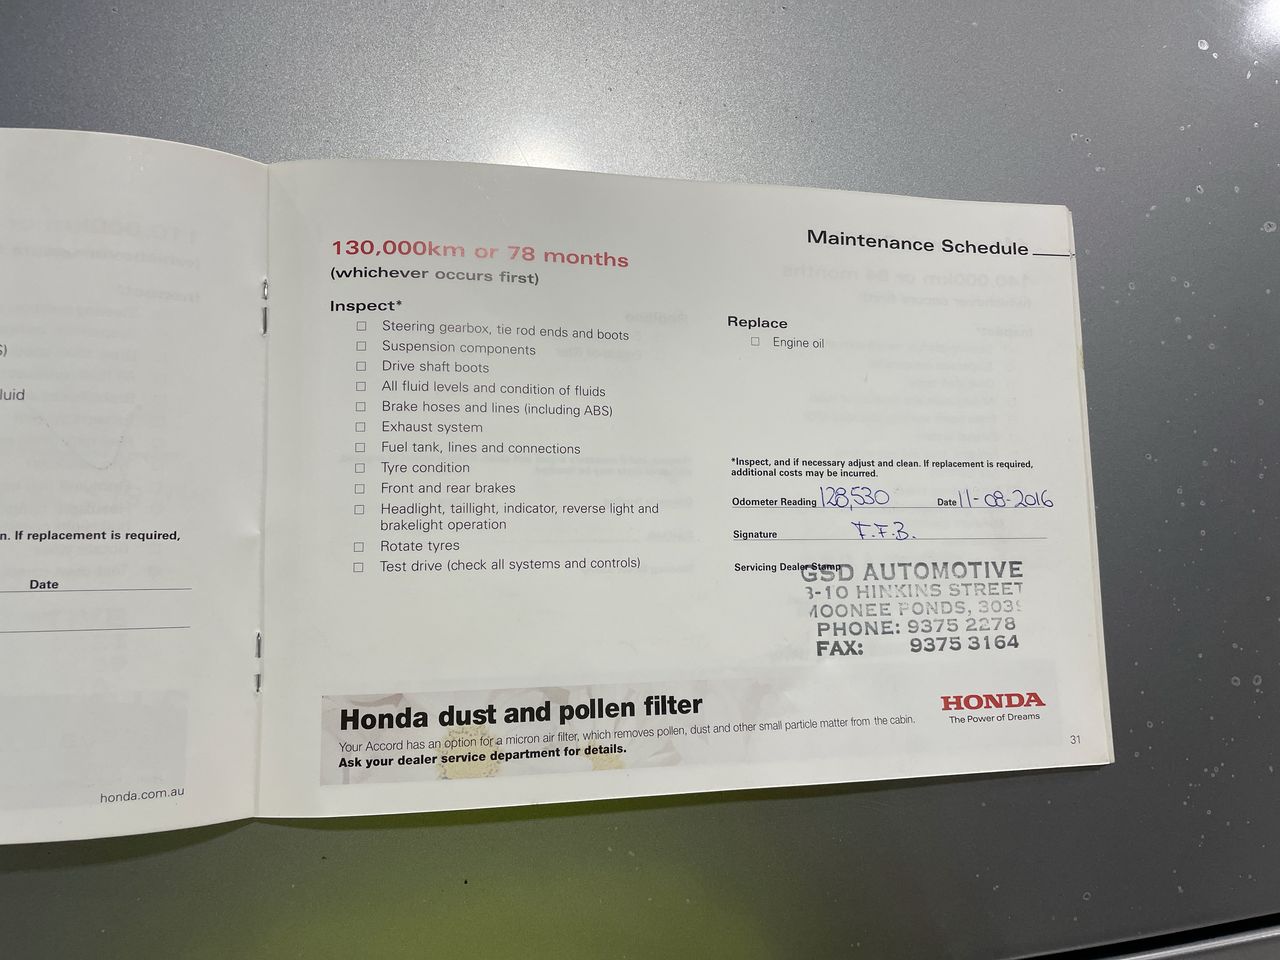 s)
luid
n. If replacement is required,
Date
honda.com.au
Maintenance Schedule
130,000km or 78 months
(whichever occurs first)
Inspect*
Steering gearbox, tie rod ends and boots
Suspension components
Drive shaft boots
All fluid levels and condition of fluids
Brake hoses and lines (including ABS)
Exhaust system
Fuel tank, lines and connections
Tyre condition
Front and rear brakes
Headlight, taillight, indicator, reverse light and
brakelight operation
Rotate tyres
Test drive (check all systems and controls)
Replace
Engine oil
*Inspect, and if necessary adjust and clean. If replacement is required,
additional costs may be incurred.
Odometer Reading 128,530 Date 11-08-2016
Signature F.F.B.
Servicing Dealer Stamp
GSD AUTOMOTIVE
8-10 HINKINS STREET
MOONEE PONDS, 3039
PHONE: 9375 2278
FAX: 9375 3164
Honda dust and pollen filter
Your Accord has an option for a micron air filter, which removes pollen, dust and other small particle matter from the cabin.
Ask your dealer service department for details.
HONDA
The Power of Dreams
31